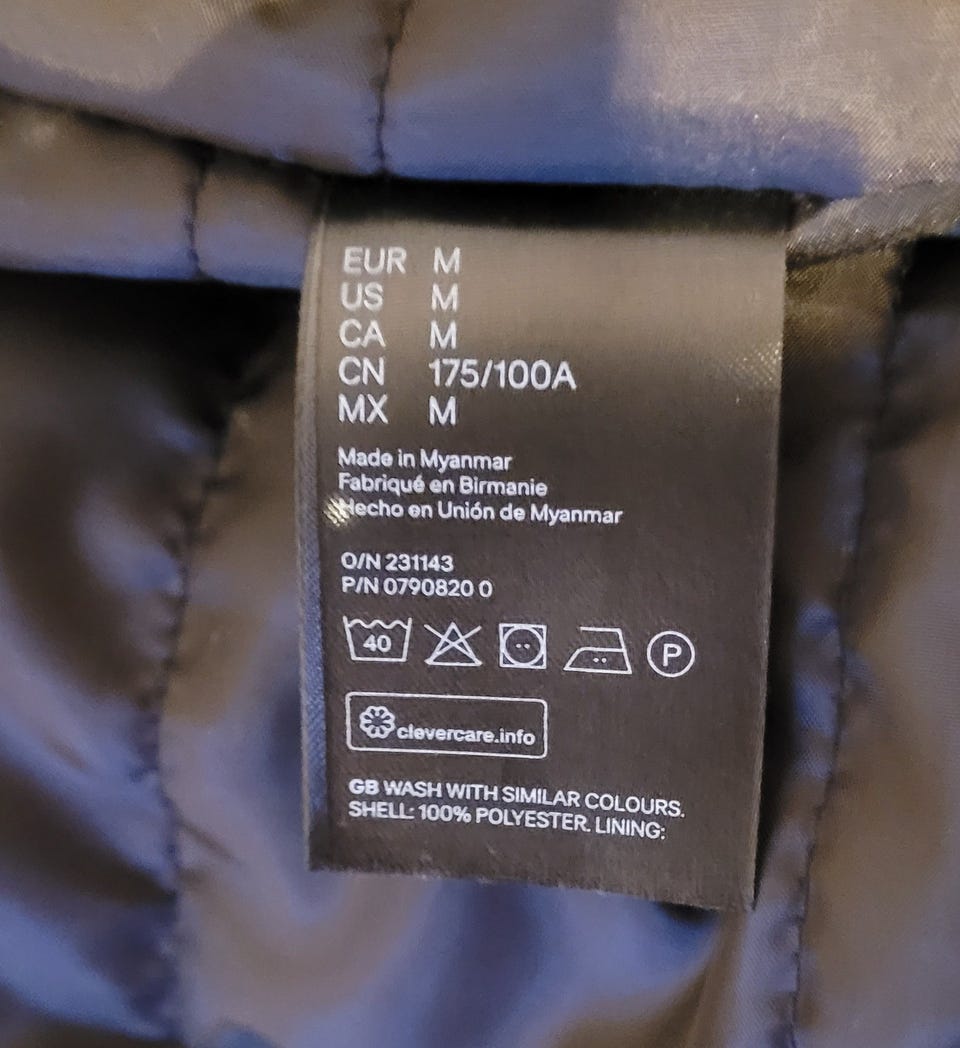 EUR M
US M
CA M
CN 175/100A
MX M
Made in Myanmar
Fabriqué en Birmanie
Hecho en Unión de Myanmar
O/N 231143
P/N 0790820 0
40
P
clevercare.info
GB WASH WITH SIMILAR COLOURS.
SHELL: 100% POLYESTER. LINING: